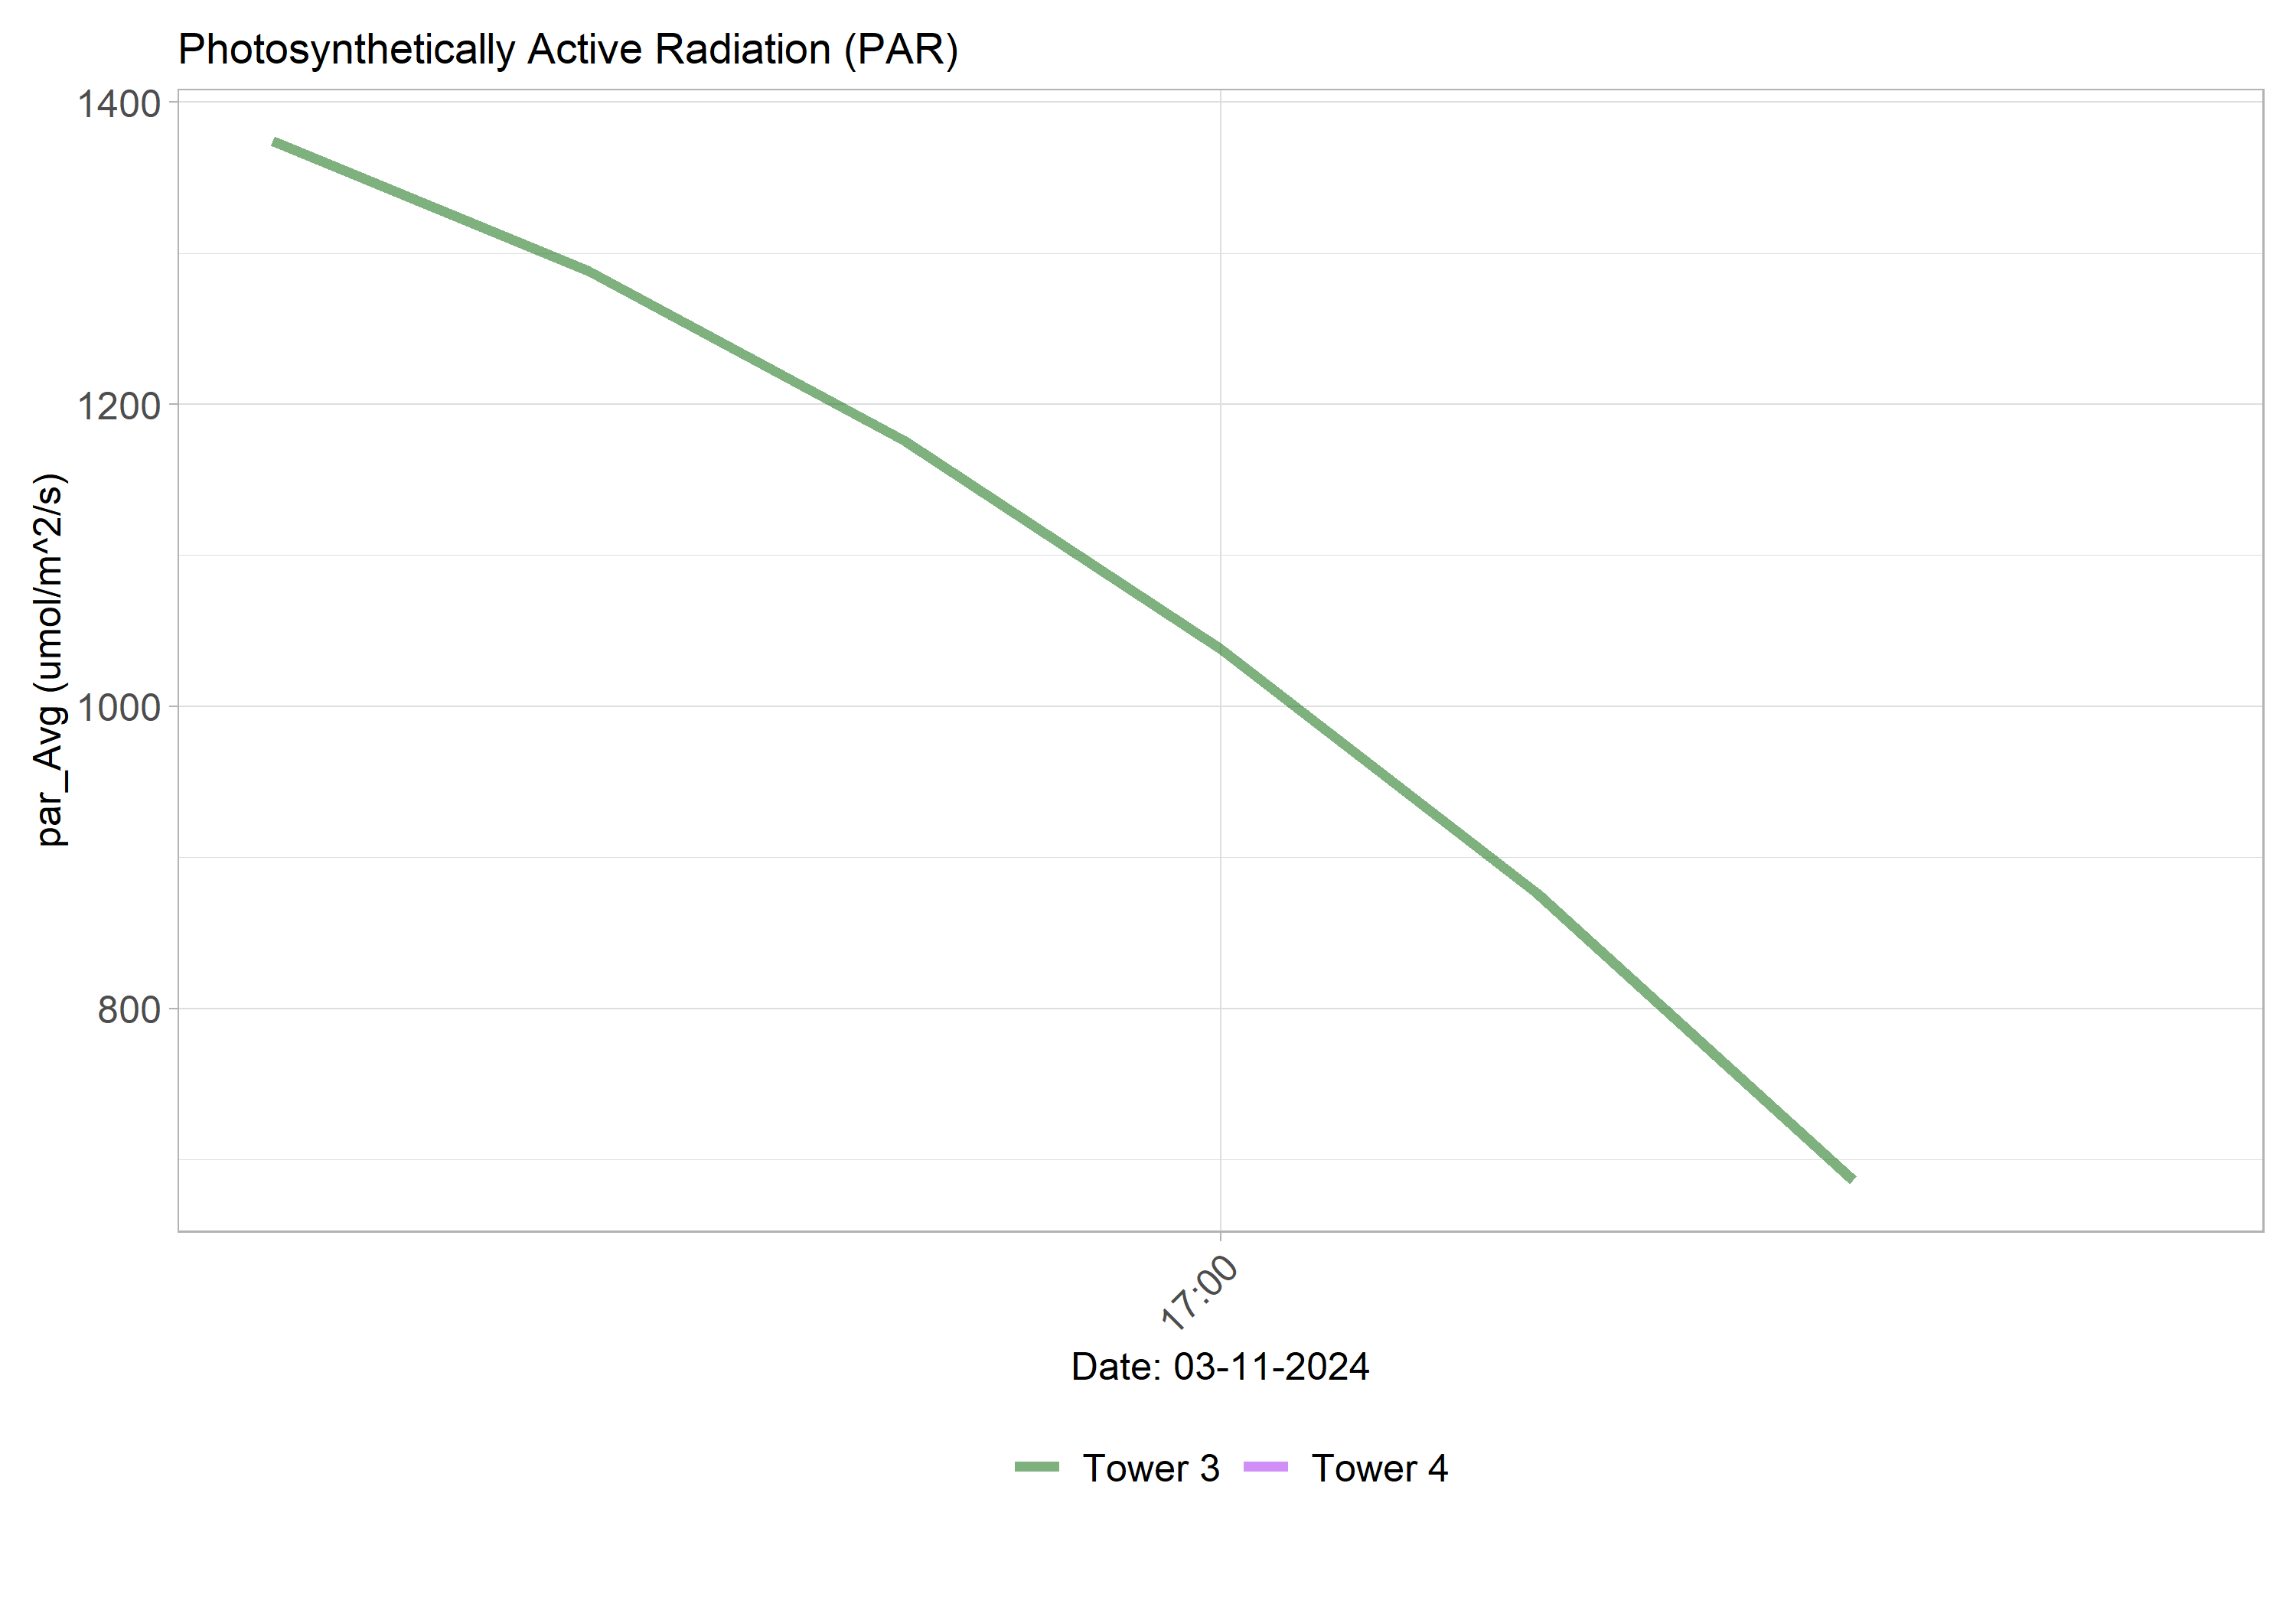 Photosynthetically Active Radiation (PAR)
1400
1200
1000
800
par_Avg (umol/m^2/s)
17:00
Date: 03-11-2024
Tower 3 Tower 4